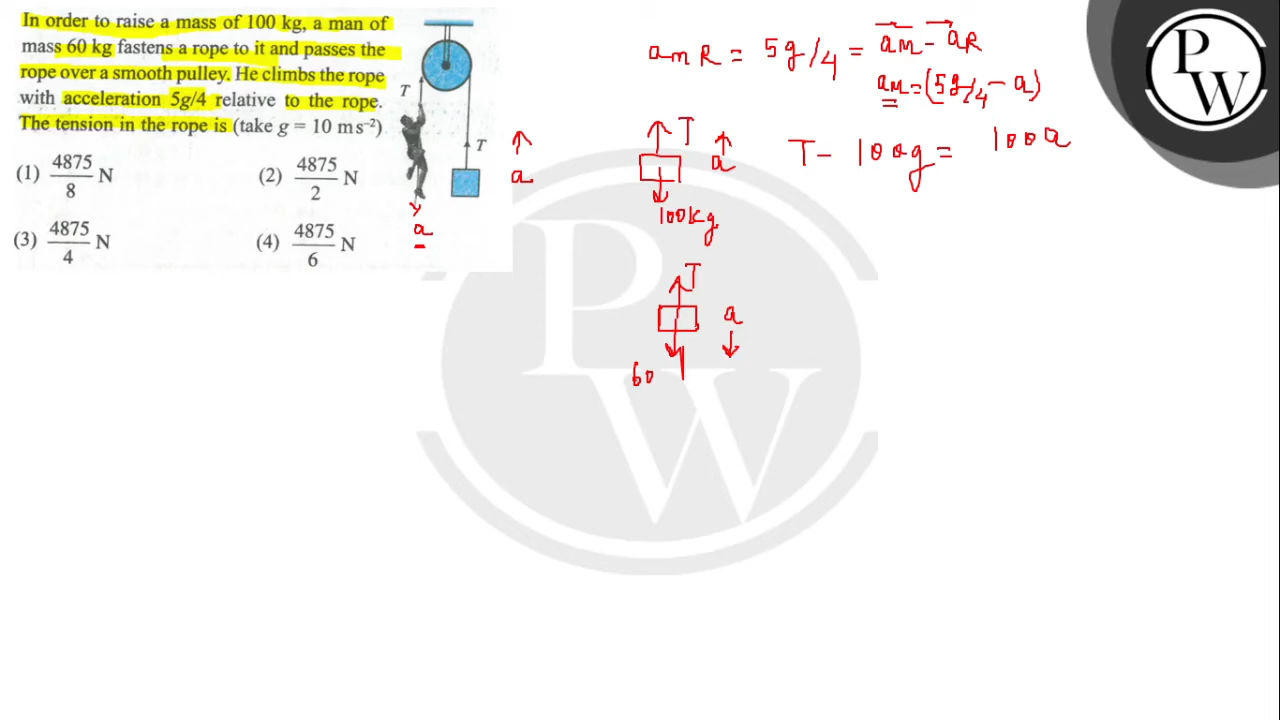 In order to raise a mass of 100 kg, a man of
mass 60 kg fastens a rope to it and passes the
rope over a smooth pulley. He climbs the rope
with acceleration 5g/4 relative to the rope.
The tension in the rope is (take g = 10 ms⁻²)
(1) 4875/8 N
(2) 4875/2 N
(3) 4875/4 N
(4) 4875/6 N
T
T
a
a
amR = 5g/4 = aM - aR
aM = (5g/4 - a)
T
a
100kg
T - 100g = 100a
T
a
60
P
W
P
W